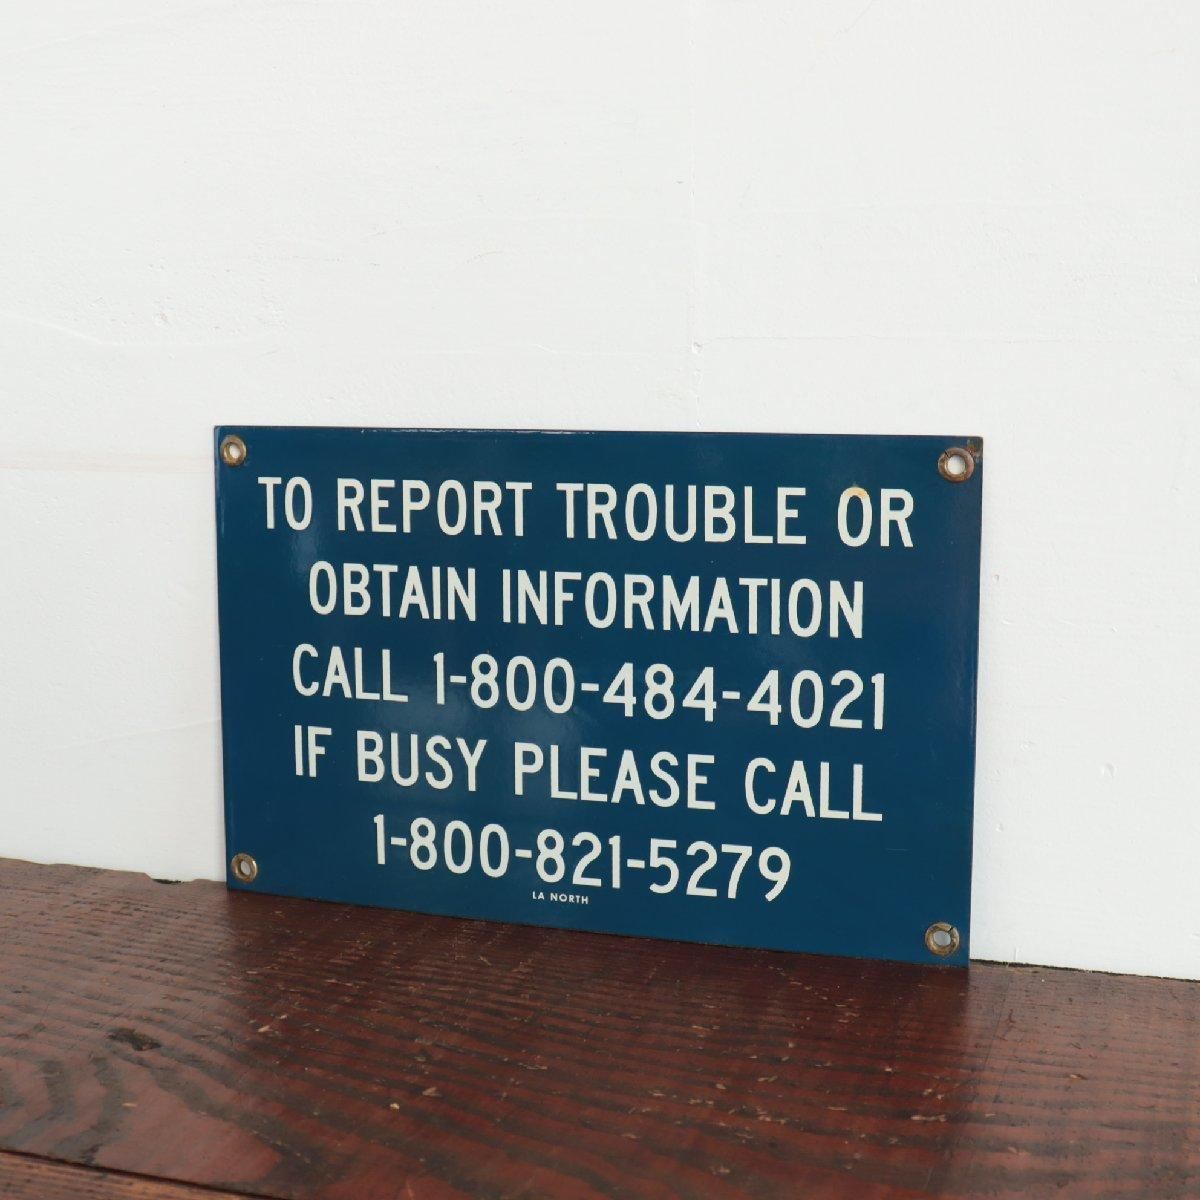 TO REPORT TROUBLE OR
OBTAIN INFORMATION
CALL 1-800-484-4021
IF BUSY PLEASE CALL
1-800-821-5279
LA NORTH